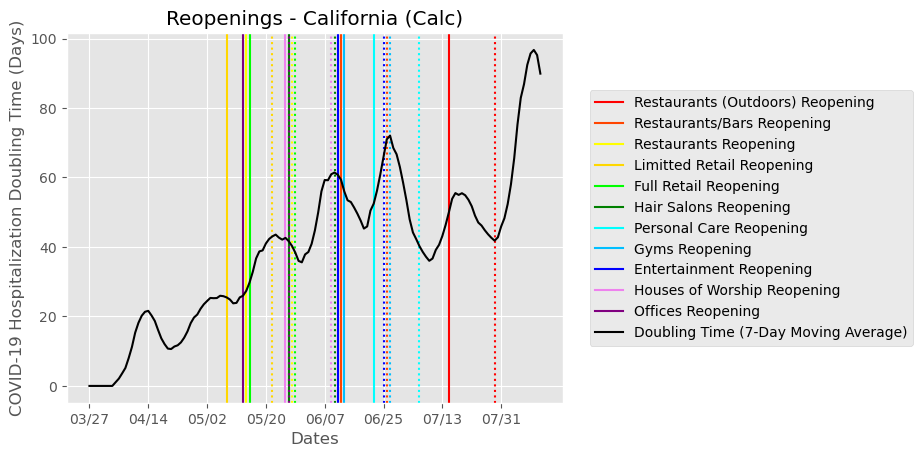 Reopenings - California (Calc)
COVID-19 Hospitalization Doubling Time (Days)
100
80
60
40
20
0
03/27 04/14 05/02 05/20 06/07 06/25 07/13 07/31
Dates
Restaurants (Outdoors) Reopening
Restaurants/Bars Reopening
Restaurants Reopening
Limitted Retail Reopening
Full Retail Reopening
Hair Salons Reopening
Personal Care Reopening
Gyms Reopening
Entertainment Reopening
Houses of Worship Reopening
Offices Reopening
Doubling Time (7-Day Moving Average)